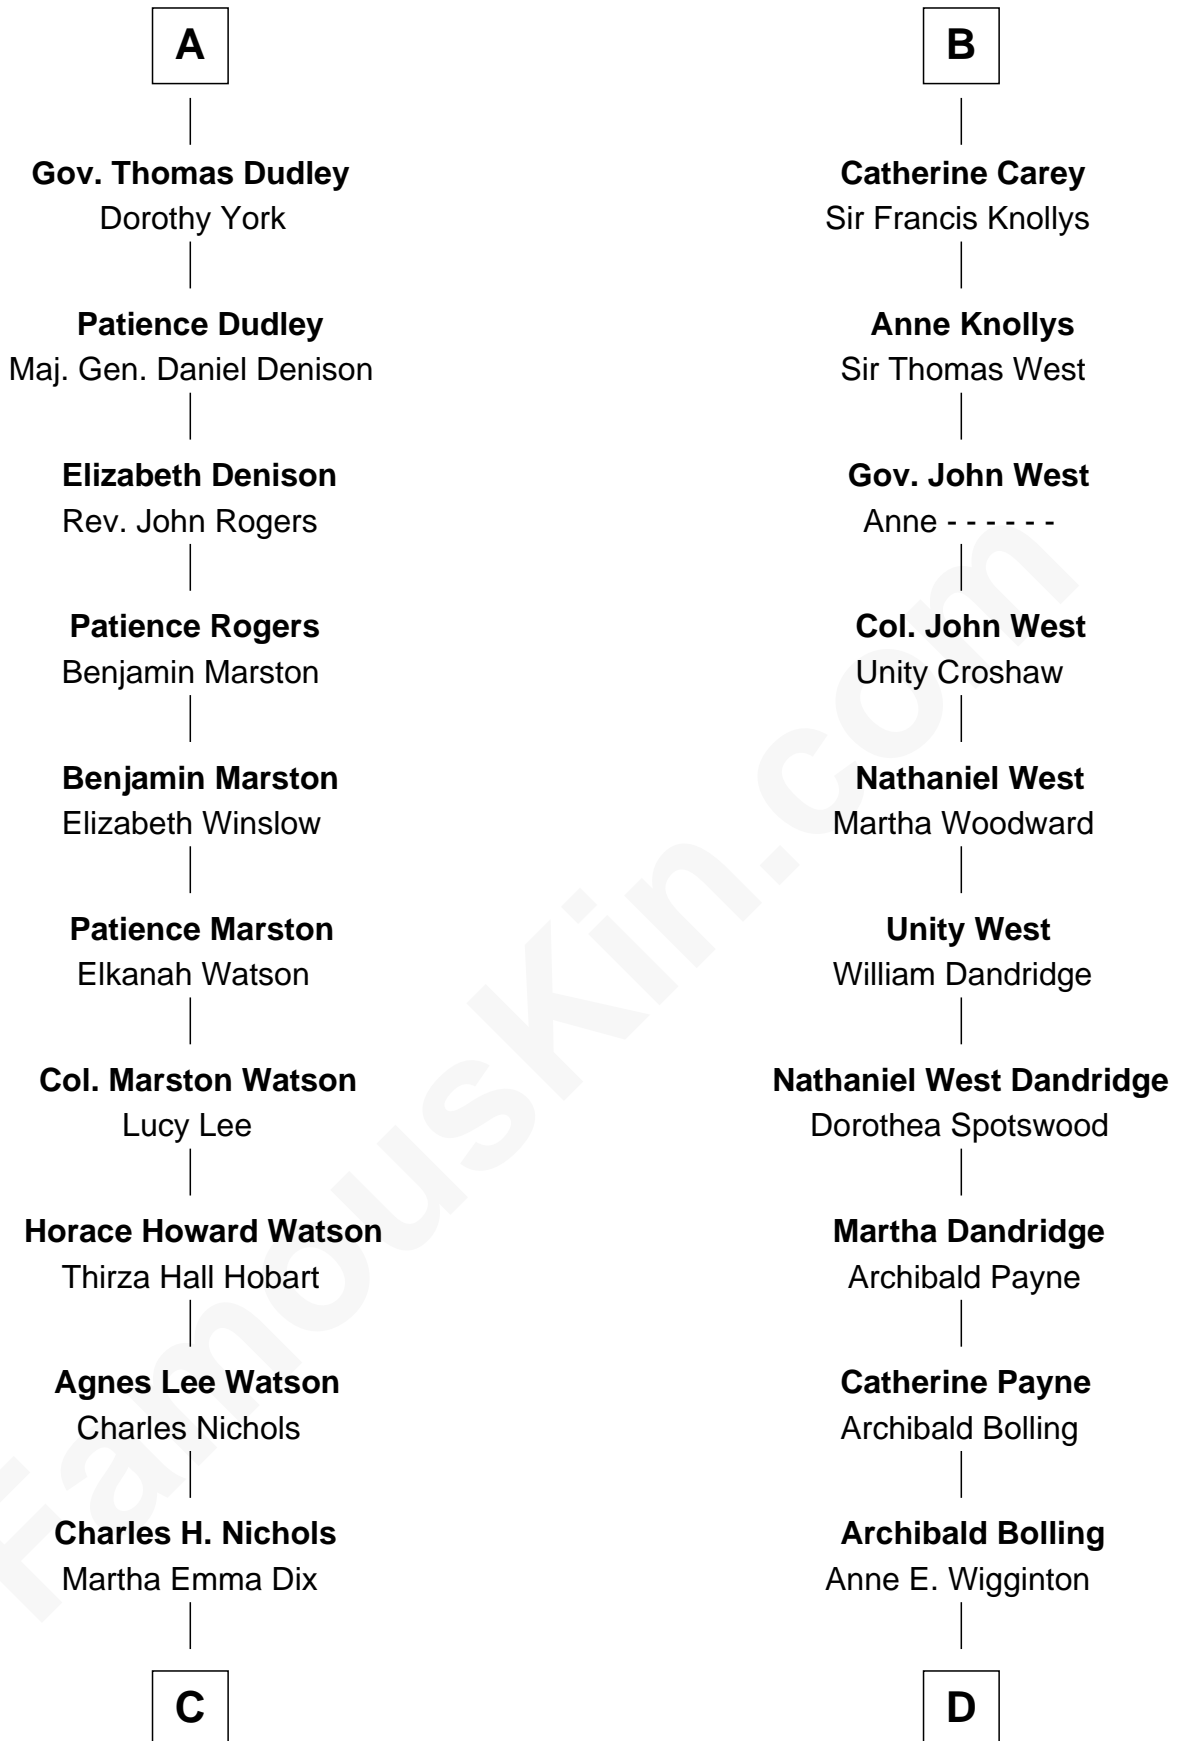 A
Gov. Thomas Dudley
Dorothy York
Patience Dudley
Maj. Gen. Daniel Denison
Elizabeth Denison
Rev. John Rogers
Patience Rogers
Benjamin Marston
Benjamin Marston
Elizabeth Winslow
Patience Marston
Elkanah Watson
Col. Marston Watson
Lucy Lee
Horace Howard Watson
Thirza Hall Hobart
Agnes Lee Watson
Charles Nichols
Charles H. Nichols
Martha Emma Dix
C
B
Catherine Carey
Sir Francis Knollys
Anne Knollys
Sir Thomas West
Gov. John West
Anne - - - - - -
Col. John West
Unity Croshaw
Nathaniel West
Martha Woodward
Unity West
William Dandridge
Nathaniel West Dandridge
Dorothea Spotswood
Martha Dandridge
Archibald Payne
Catherine Payne
Archibald Bolling
Archibald Bolling
Anne E. Wigginton
D
FamousKin.com